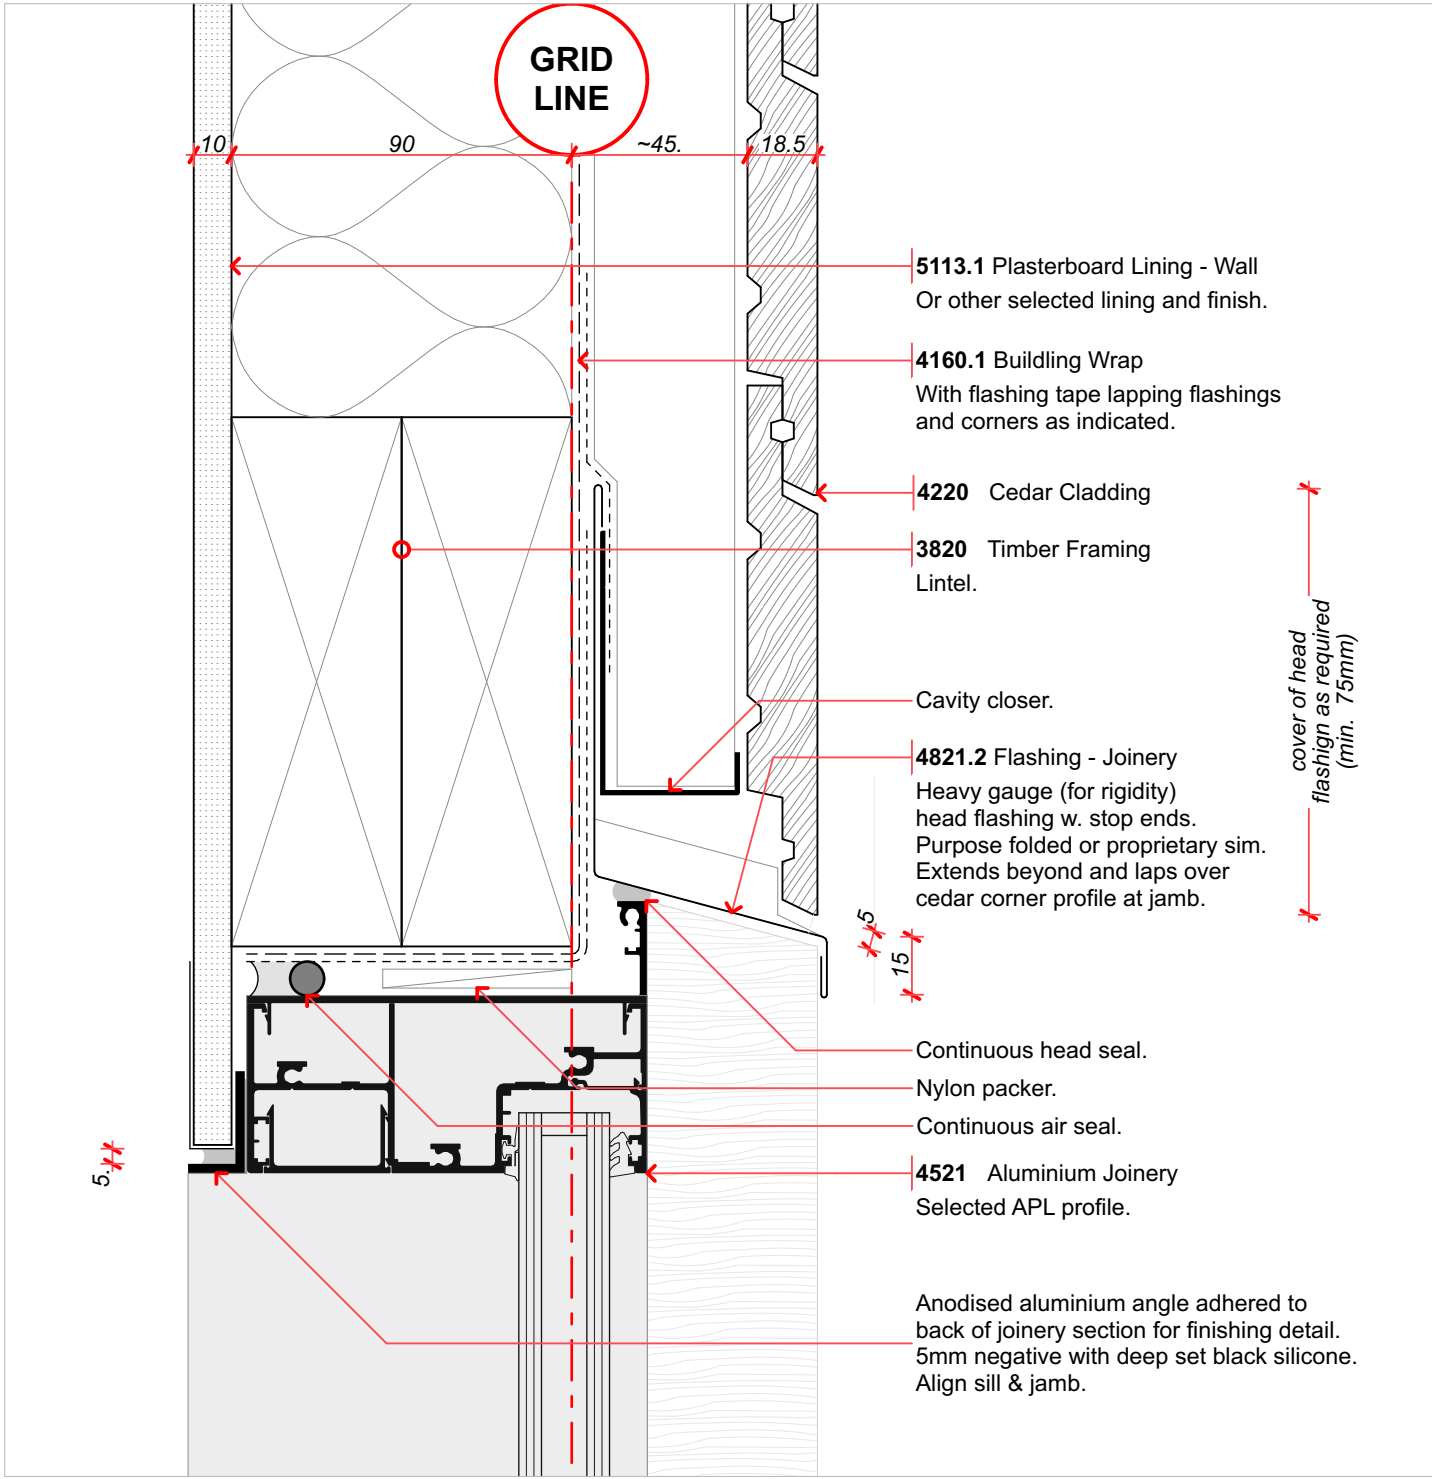 GRID
LINE
10
90
~45.
18.5
5113.1 Plasterboard Lining - Wall
Or other selected lining and finish.
4160.1 Buildling Wrap
With flashing tape lapping flashings
and corners as indicated.
4220 Cedar Cladding
3820 Timber Framing
Lintel.
cover of head
flashign as required
(min. 75mm)
Cavity closer.
4821.2 Flashing - Joinery
Heavy gauge (for rigidity)
head flashing w. stop ends.
Purpose folded or proprietary sim.
Extends beyond and laps over
cedar corner profile at jamb.
5
15
Continuous head seal.
Nylon packer.
Continuous air seal.
5.
4521 Aluminium Joinery
Selected APL profile.
Anodised aluminium angle adhered to
back of joinery section for finishing detail.
5mm negative with deep set black silicone.
Align sill & jamb.